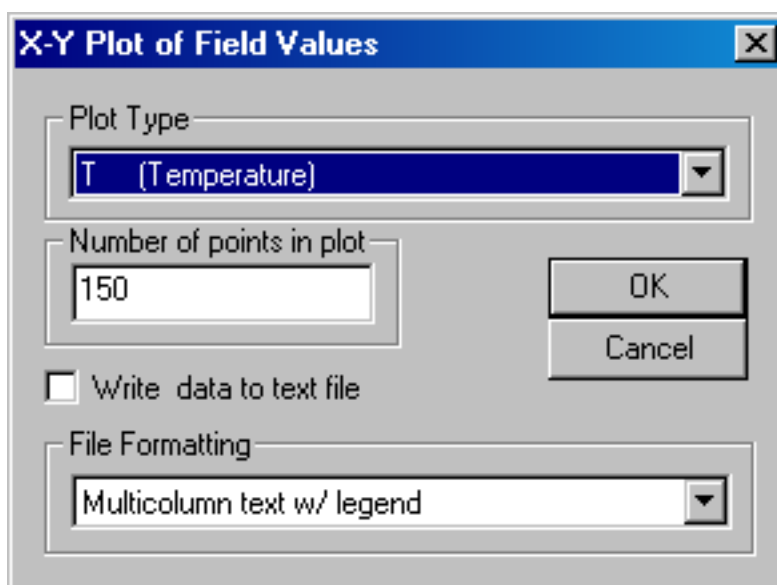 X-Y Plot of Field Values
Plot Type
T (Temperature)
Number of points in plot
150
OK
Cancel
Write data to text file
File Formatting
Multicolumn text w/ legend